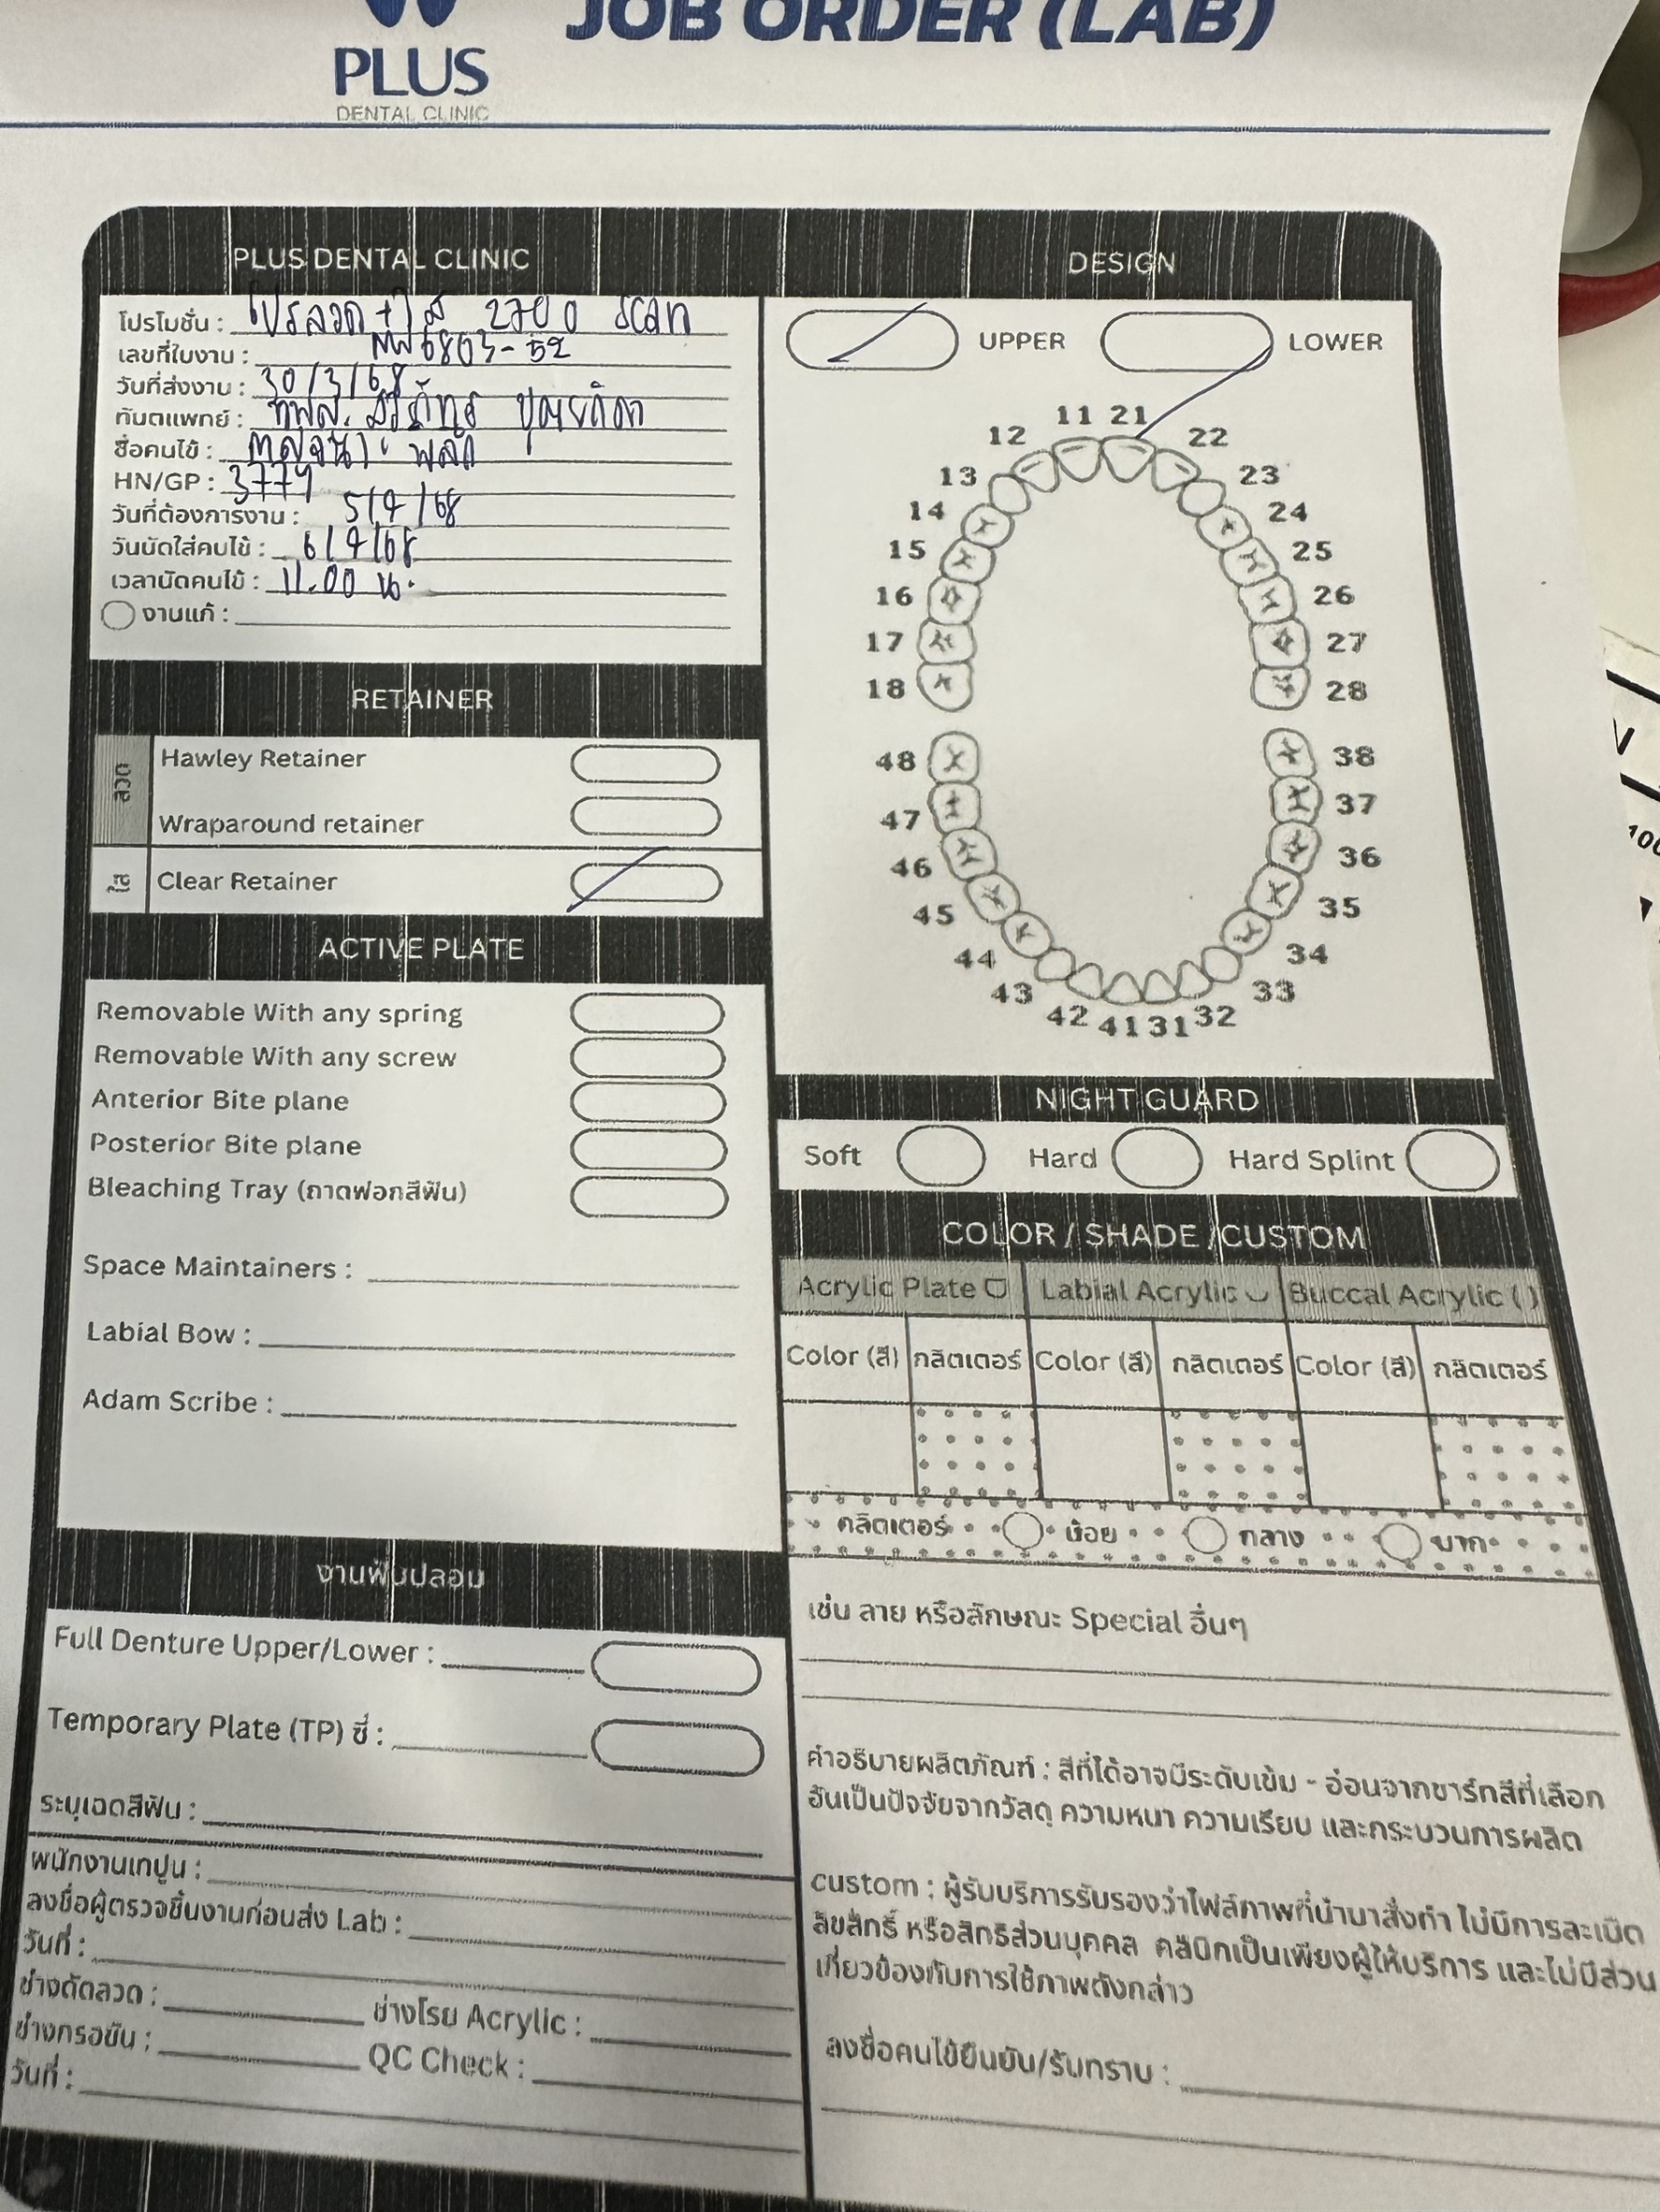 JOB ORDER (LAB)
PLUS
DENTAL CLINIC
PLUS DENTAL CLINIC
โปรโมชั่น : โปรลวด + ใส 2700 scan
เลขที่ใบงาน : 6803-52
วันที่ส่งงาน : 30/3/68
ทันตแพทย์ :
ชื่อคนไข้ :
HN/GP :
วันที่ต้องการงาน : 5/4/68
วันนัดใส่คนไข้ : 6/4/68
เวลานัดคนไข้ : 11.00 น.
งานแก้ :
RETAINER
ลวด
Hawley Retainer
Wraparound retainer
ใส
Clear Retainer
ACTIVE PLATE
Removable With any spring
Removable With any screw
Anterior Bite plane
Posterior Bite plane
Bleaching Tray (ถาดฟอกสีฟัน)
Space Maintainers :
Labial Bow :
Adam Scribe :
งานฟันปลอม
Full Denture Upper/Lower :
Temporary Plate (TP) ซี่ :
ระบุเฉดสีฟัน :
พนักงานเทปูน :
ลงชื่อผู้ตรวจชิ้นงานก่อนส่ง Lab :
วันที่ :
ช่างดัดลวด : ช่างโรย Acrylic :
ช่างกรอขัน : QC Check :
วันที่ :
DESIGN
UPPER LOWER
11 21
12 22
13 23
14 24
15 25
16 26
17 27
18 28
48 38
47 37
46 36
45 35
44 34
43 33
42 41 31 32
NIGHT GUARD
Soft Hard Hard Splint
COLOR / SHADE / CUSTOM
Acrylic Plate Labial Acrylic Buccal Acrylic ( )
Color (สี) กลิตเตอร์ Color (สี) กลิตเตอร์ Color (สี) กลิตเตอร์
กลิตเตอร์ น้อย กลาง มาก
เช่น ลาย หรือลักษณะ Special อื่นๆ
คำอธิบายผลิตภัณฑ์ : สีที่ได้อาจมีระดับเข้ม - อ่อนจากชาร์ทสีที่เลือก
อันเป็นปัจจัยจากวัสดุ ความหนา ความเรียบ และกระบวนการผลิต
custom : ผู้รับบริการรับรองว่าไฟล์ภาพที่นำมาสั่งทำ ไม่มีการละเมิด
ลิขสิทธิ์ หรือสิทธิส่วนบุคคล คลินิกเป็นเพียงผู้ให้บริการ และไม่มีส่วน
เกี่ยวข้องกับการใช้ภาพดังกล่าว
ลงชื่อคนไข้ยืนยัน/รับทราบ :